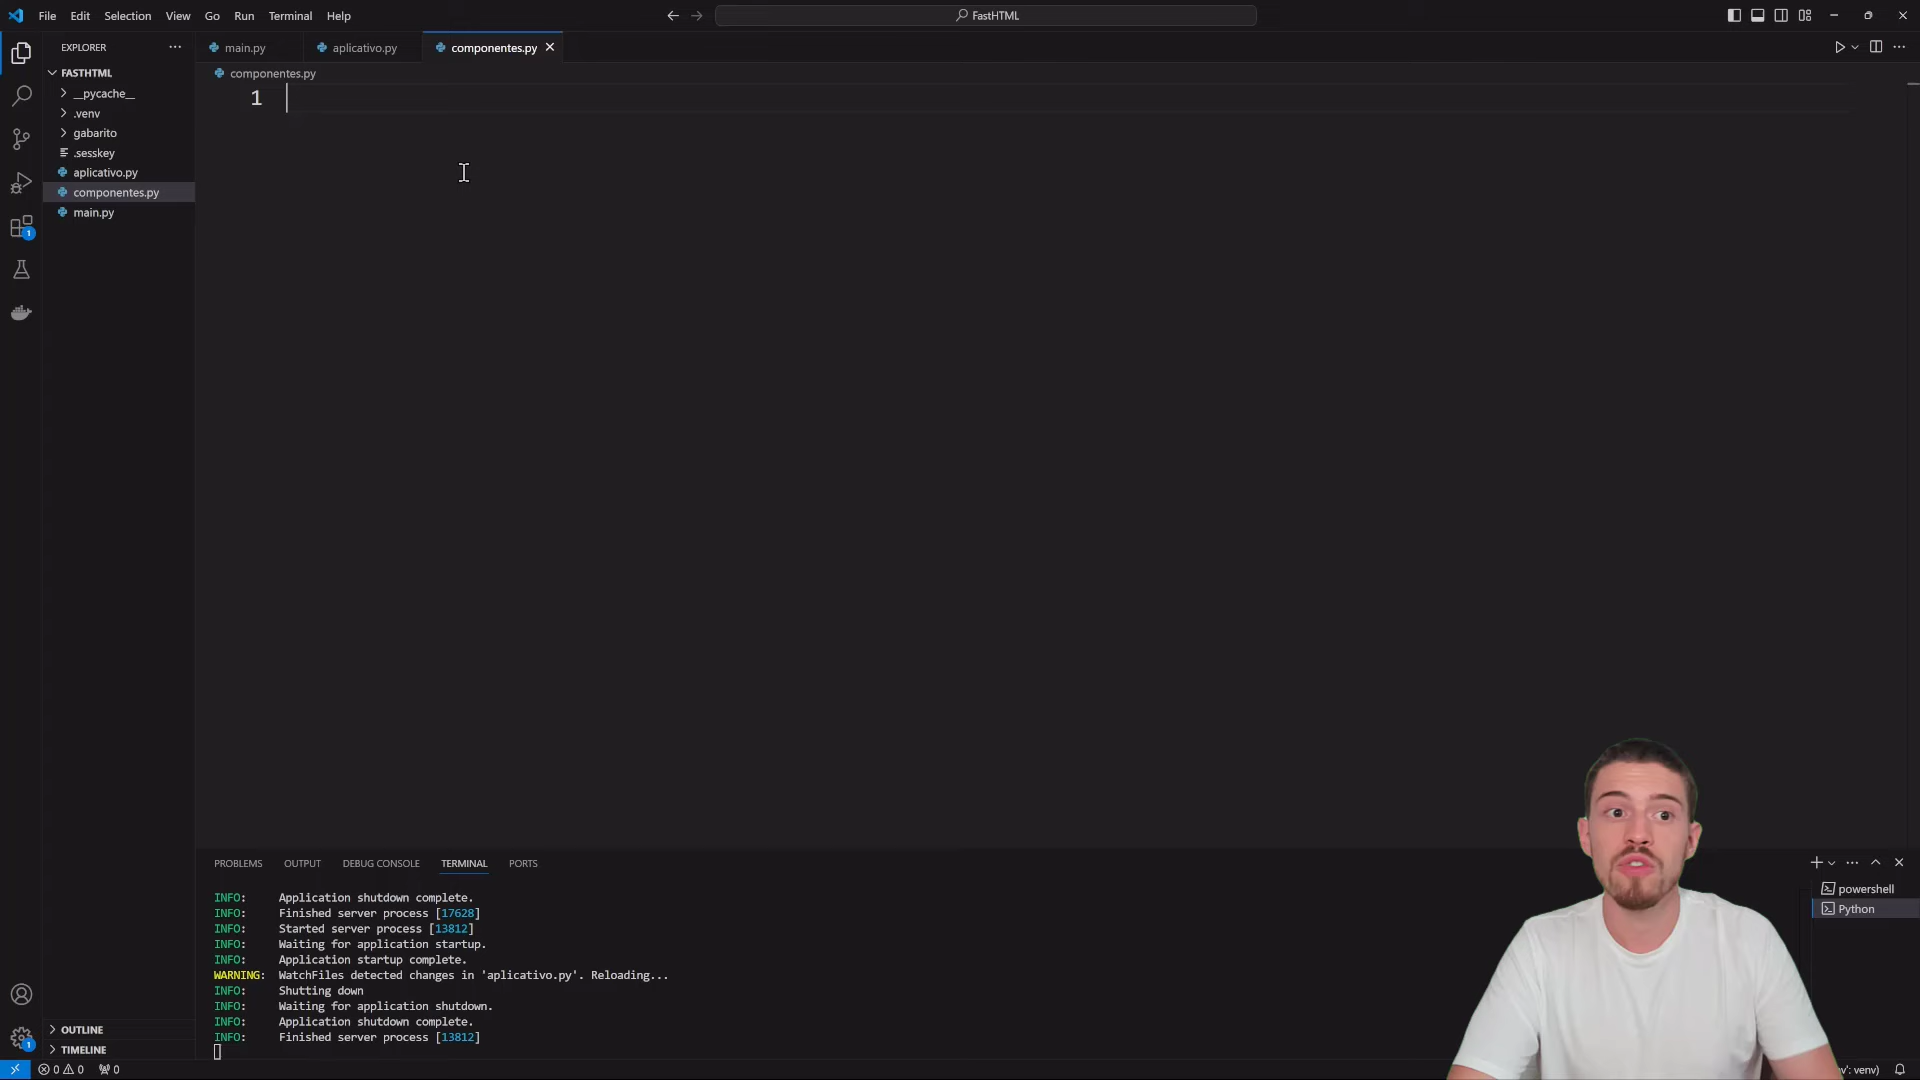 File Edit Selection View Go Run Terminal Help
FastHTML
EXPLORER
FASTHTML
__pycache__
.venv
gabarito
.sesskey
aplicativo.py
componentes.py
main.py
OUTLINE
TIMELINE
main.py aplicativo.py componentes.py
componentes.py
1
PROBLEMS OUTPUT DEBUG CONSOLE TERMINAL PORTS
INFO: Application shutdown complete.
INFO: Finished server process [17628]
INFO: Started server process [13812]
INFO: Waiting for application startup.
INFO: Application startup complete.
WARNING: WatchFiles detected changes in 'aplicativo.py'. Reloading...
INFO: Shutting down
INFO: Waiting for application shutdown.
INFO: Application shutdown complete.
INFO: Finished server process [13812]
powershell
Python
1
1
0 0 0
v': venv)